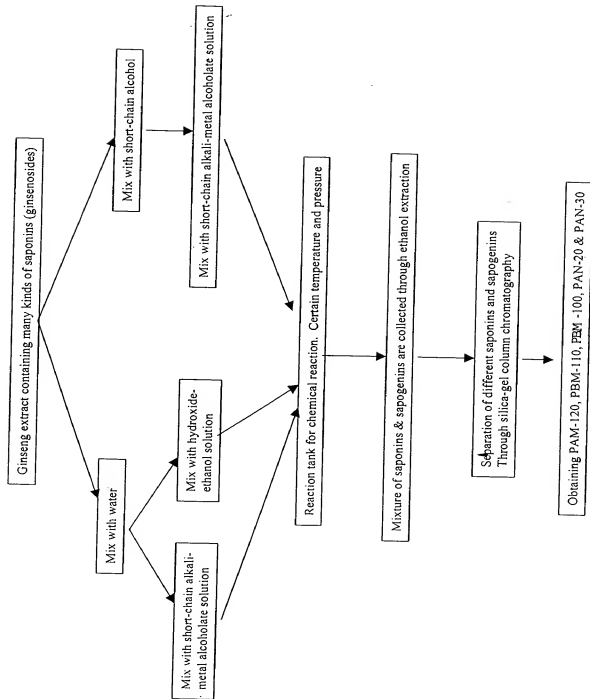 Ginseng extract containing many kinds of saponins (ginsenosides)
Mix with water
Mix with short-chain alcohol
Mix with short-chain alkali-
metal alcoholate solution
Mix with hydroxide-
ethanol solution
Mix with short-chain alkali-metal alcoholate solution
Reaction tank for chemical reaction. Certain temperature and pressure
Mixture of saponins & sapogenins are collected through ethanol extraction
Separation of different saponins and sapogenins
Through silica-gel column chromatography
Obtaining PAM-120, PBM-110, PBM -100, PAN-20 & PAN-30